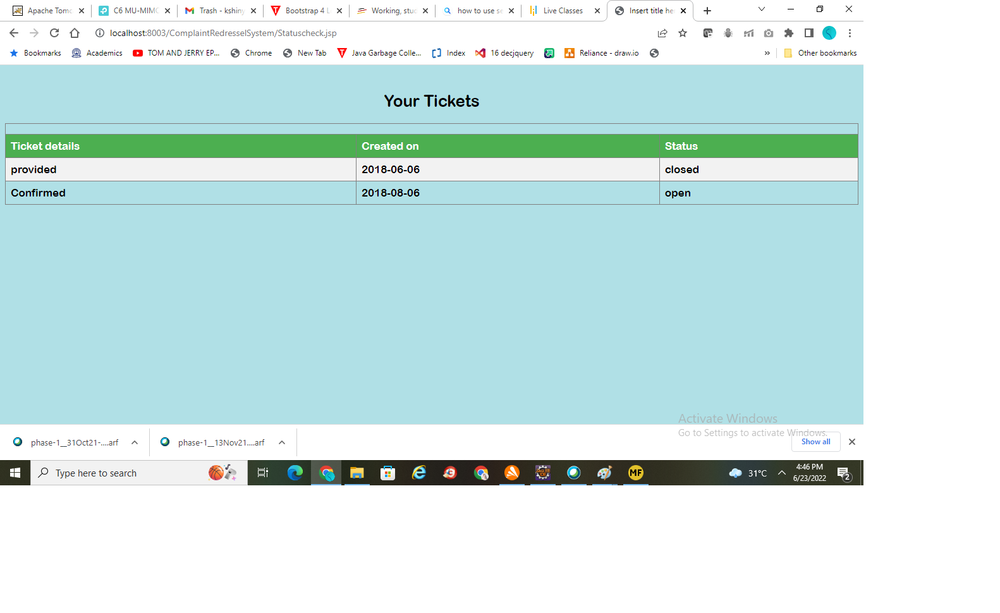 Apache Tomc
C6 MU-MIMO
Trash - kshiny
Bootstrap 4 L
Working, stud
how to use se
Live Classes
Insert title he
localhost:8003/ComplaintRedresselSystem/Statuscheck.jsp
Bookmarks
Academics
TOM AND JERRY EP...
Chrome
New Tab
Java Garbage Colle...
Index
16 decjquery
Reliance - draw.io
»
Other bookmarks
Your Tickets
Ticket details Created on Status
provided 2018-06-06 closed
Confirmed 2018-08-06 open
Activate Windows
Go to Settings to activate Windows.
phase-1__31Oct21-....arf
phase-1__13Nov21....arf
Show all
Type here to search
MF
31°C
4:46 PM
6/23/2022
2